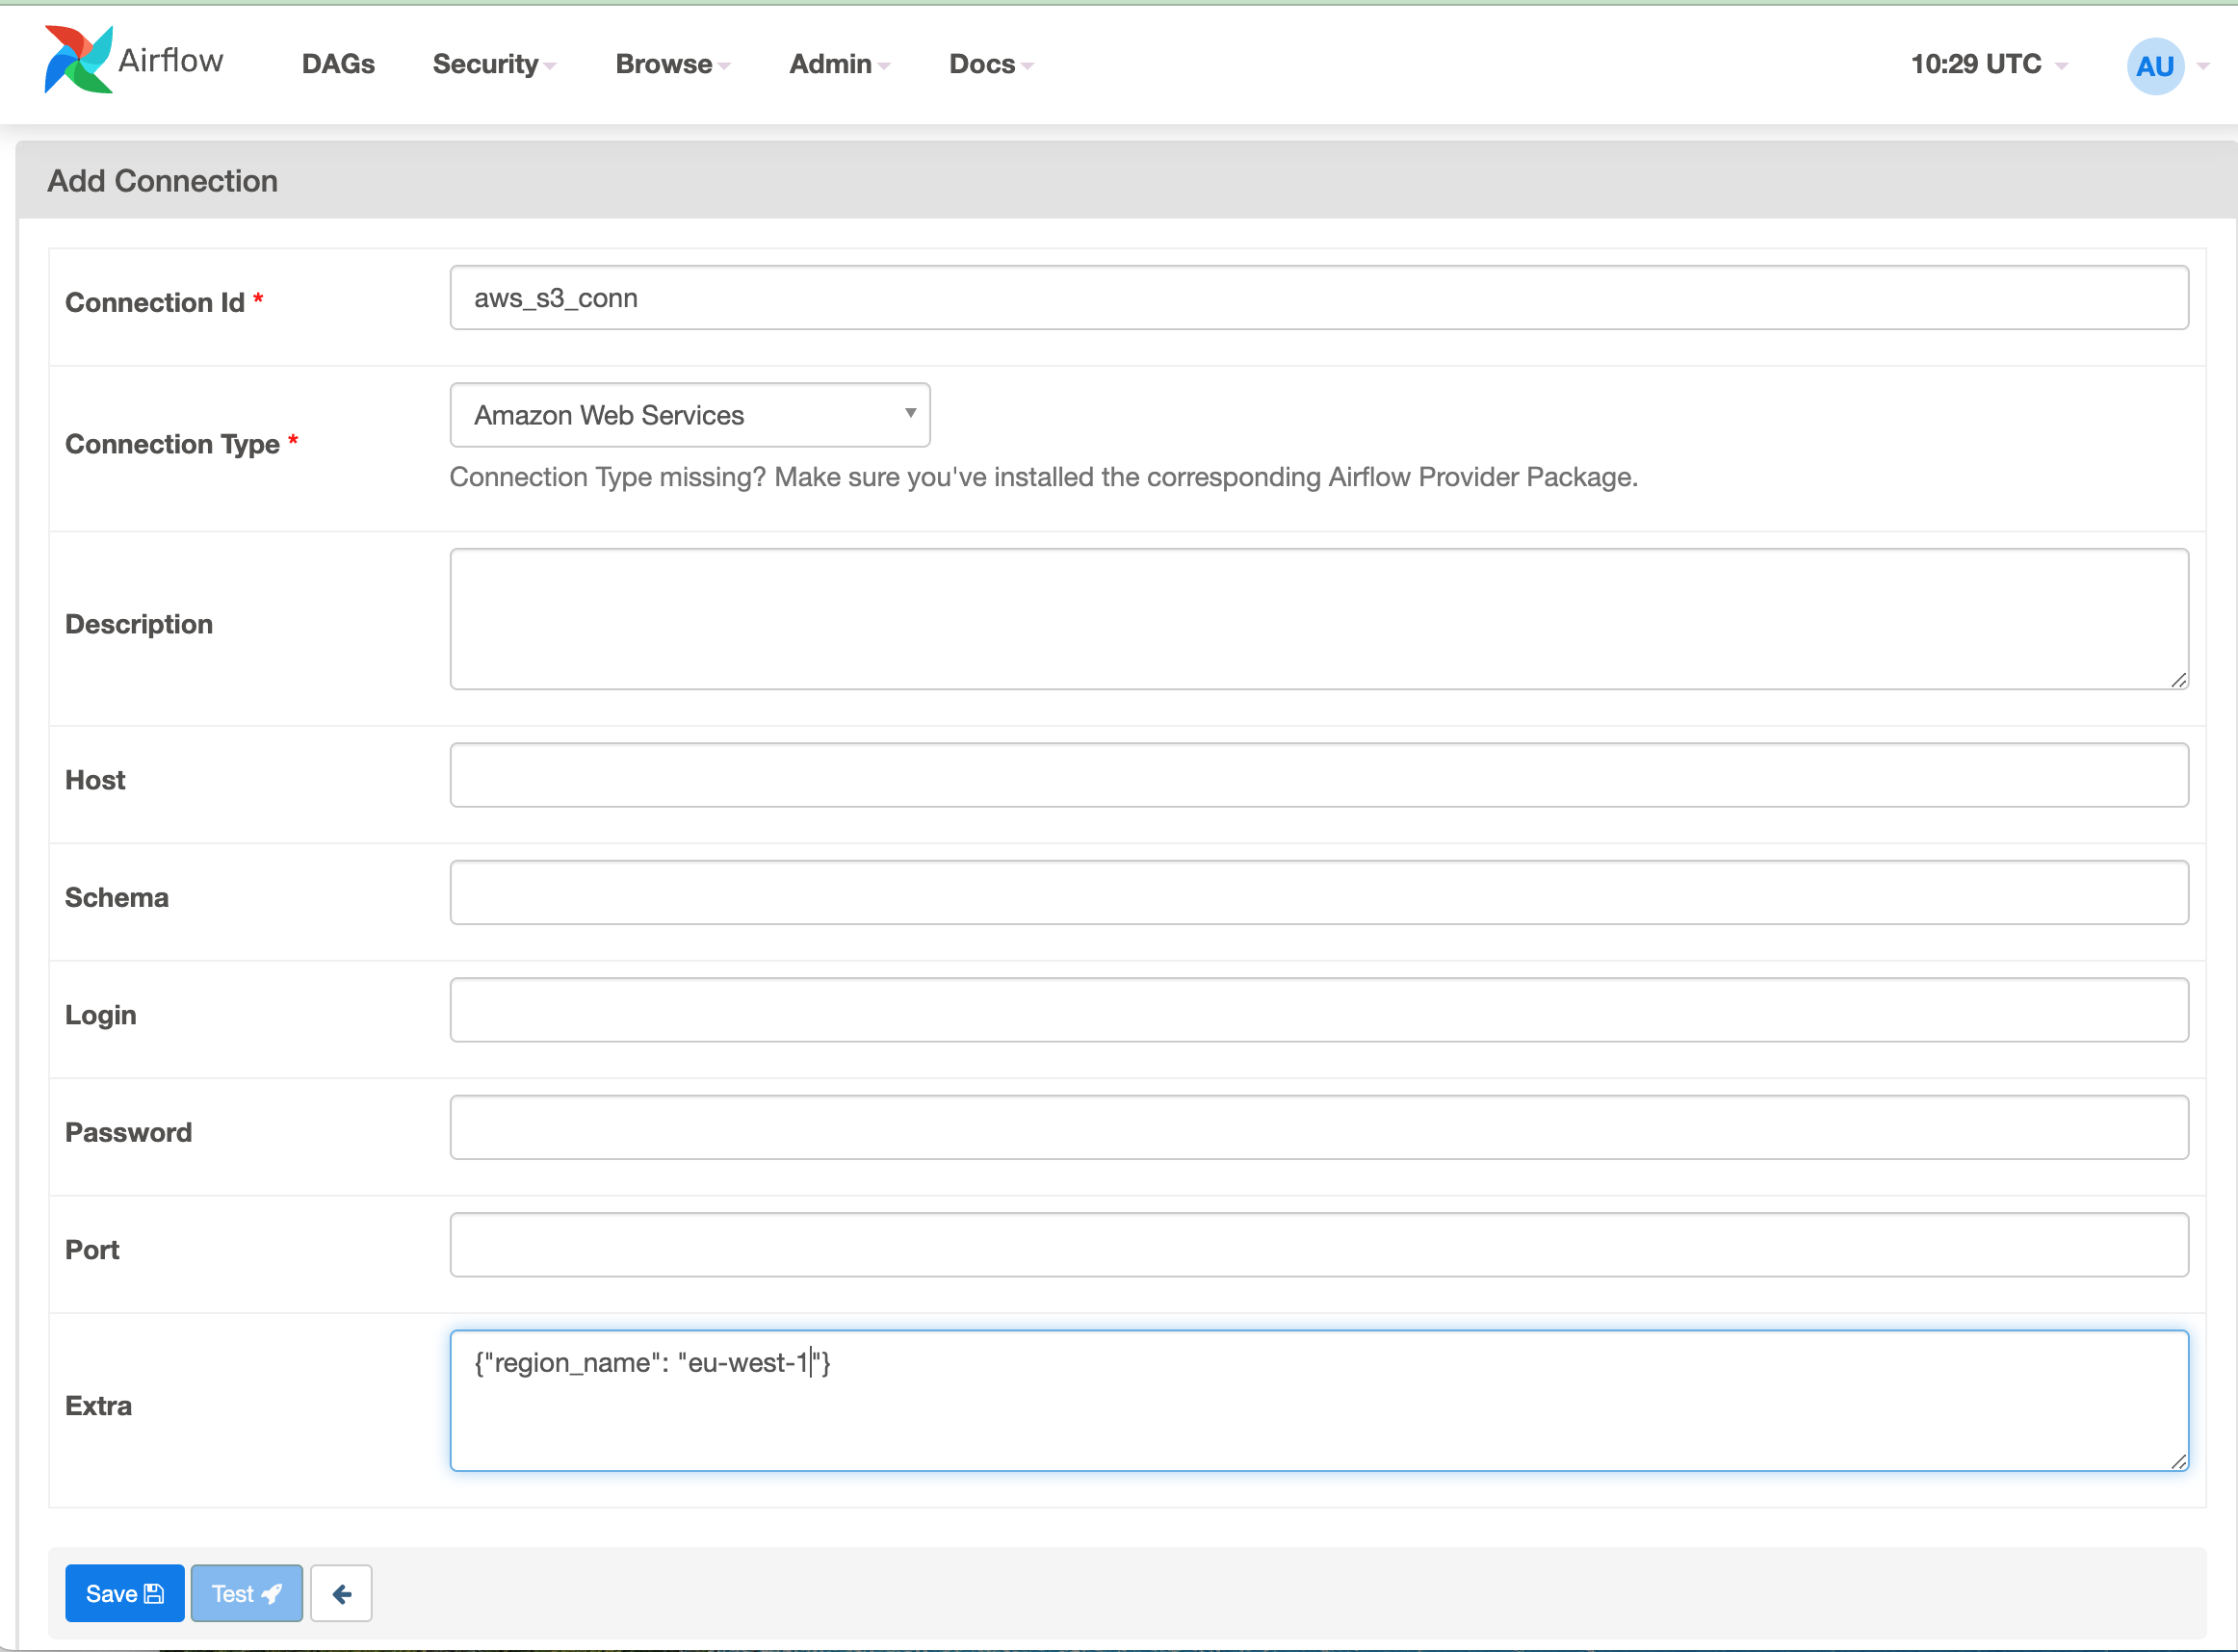 Airflow DAGs Security Browse Admin Docs 10:29 UTC AU
Add Connection
Connection Id * aws_s3_conn
Connection Type * Amazon Web Services
Connection Type missing? Make sure you've installed the corresponding Airflow Provider Package.
Description
Host
Schema
Login
Password
Port
Extra {"region_name": "eu-west-1"}
Save Test